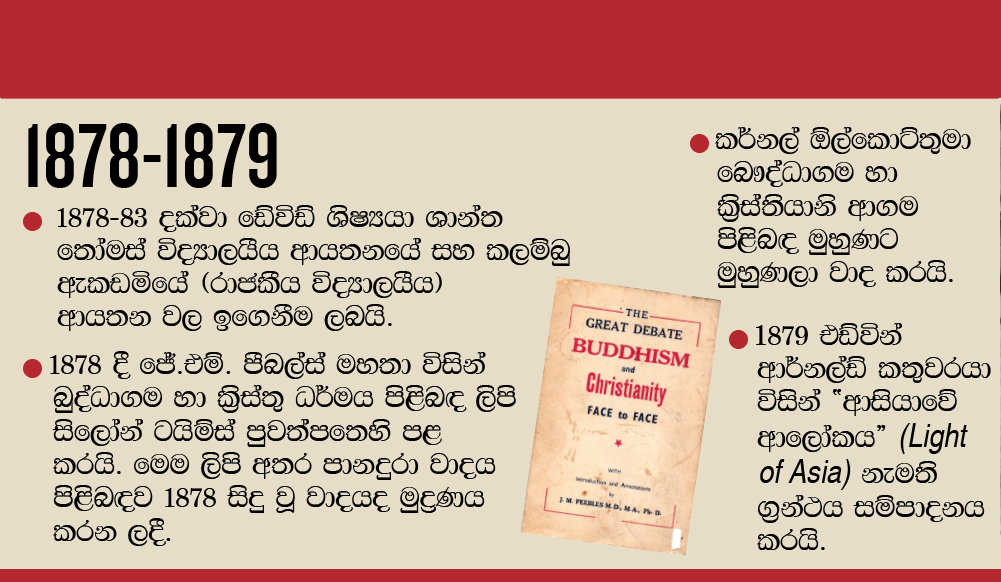 1878-1879
1878-83 දක්වා ඩේවිඩ් ශිෂ්‍යයා ශාන්ත
තෝමස් විද්‍යාලයීය ආයතනයේ සහ කලම්බු
ඇකඩමියේ (රාජකීය විද්‍යාලයීය)
ආයතන වල ඉගෙනීම ලබයි.
1878 දී ජේ.එම්. පීබල්ස් මහතා විසින්
බුද්ධාගම හා ක්‍රිස්තු ධර්මය පිළිබඳ ලිපි
සිලෝන් ටයිම්ස් පුවත්පතෙහි පළ
කරයි. මෙම ලිපි අතර පානදුරා වාදය
පිළිබඳව 1878 සිදු වූ වාදයද මුද්‍රණය
කරන ලදී.
THE
GREAT DEBATE
BUDDHISM
and
Christianity
FACE to FACE
WITH
Introduction and Annotations
by
J. M. PEEBLES M.D., M.A., Ph. D.
කර්නල් ඕල්කොට්තුමා
බෞද්ධාගම හා
ක්‍රිස්තියානි ආගම
පිළිබඳ මුහුණට
මුහුණලා වාද කරයි.
1879 එඩ්වින්
ආර්නල්ඩ් කතුවරයා
විසින් "ආසියාවේ
ආලෝකය" (Light
of Asia) නැමති
ග්‍රන්ථය සම්පාදනය
කරයි.